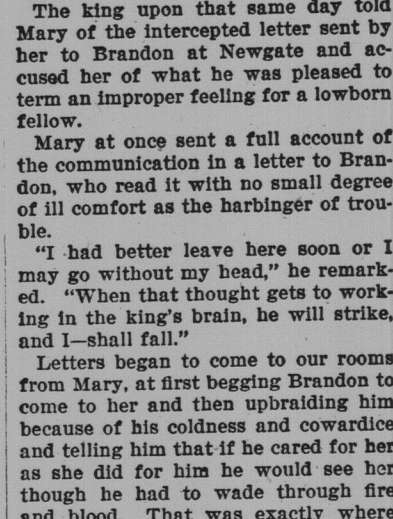 The king upon that same day told
Mary of the intercepted letter sent by
her to Brandon at Newgate and ac-
cused her of what he was pleased to
term an improper feeling for a lowborn
fellow.
Mary at once sent a full account of
the communication in a letter to Bran-
don, who read it with no small degree
of ill comfort as the harbinger of trou-
ble.
"I had better leave here soon or I
may go without my head," he remark-
ed. "When that thought gets to work-
ing in the king's brain, he will strike,
and I—shall fall."
Letters began to come to our rooms
from Mary, at first begging Brandon to
come to her and then upbraiding him
because of his coldness and cowardice
and telling him that if he cared for her
as she did for him he would see her
though he had to wade through fire
and blood. That was exactly where